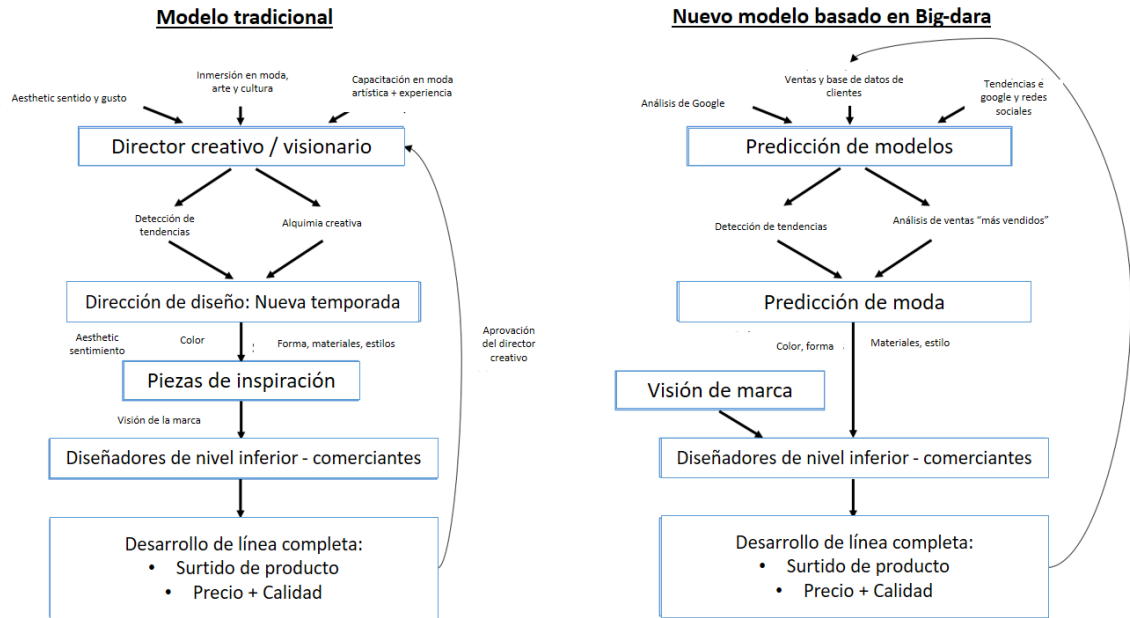 Modelo tradicional
Inmersión en moda,
arte y cultura
Capacitación en moda
artística + experiencia
Aesthetic sentido y gusto
Director creativo / visionario
Detección de
tendencias
Alquimia creativa
Dirección de diseño: Nueva temporada
Aesthetic
sentimiento
Color
Forma, materiales, estilos
Aprovación
del director
creativo
Piezas de inspiración
Visión de la marca
Diseñadores de nivel inferior - comerciantes
Desarrollo de línea completa:
• Surtido de producto
• Precio + Calidad
Nuevo modelo basado en Big-dara
Ventas y base de datos de
clientes
Tendencias e
google y redes
sociales
Análisis de Google
Predicción de modelos
Detección de tendencias
Análisis de ventas “más vendidos”
Predicción de moda
Color, forma
Materiales, estilo
Visión de marca
Diseñadores de nivel inferior - comerciantes
Desarrollo de línea completa:
• Surtido de producto
• Precio + Calidad